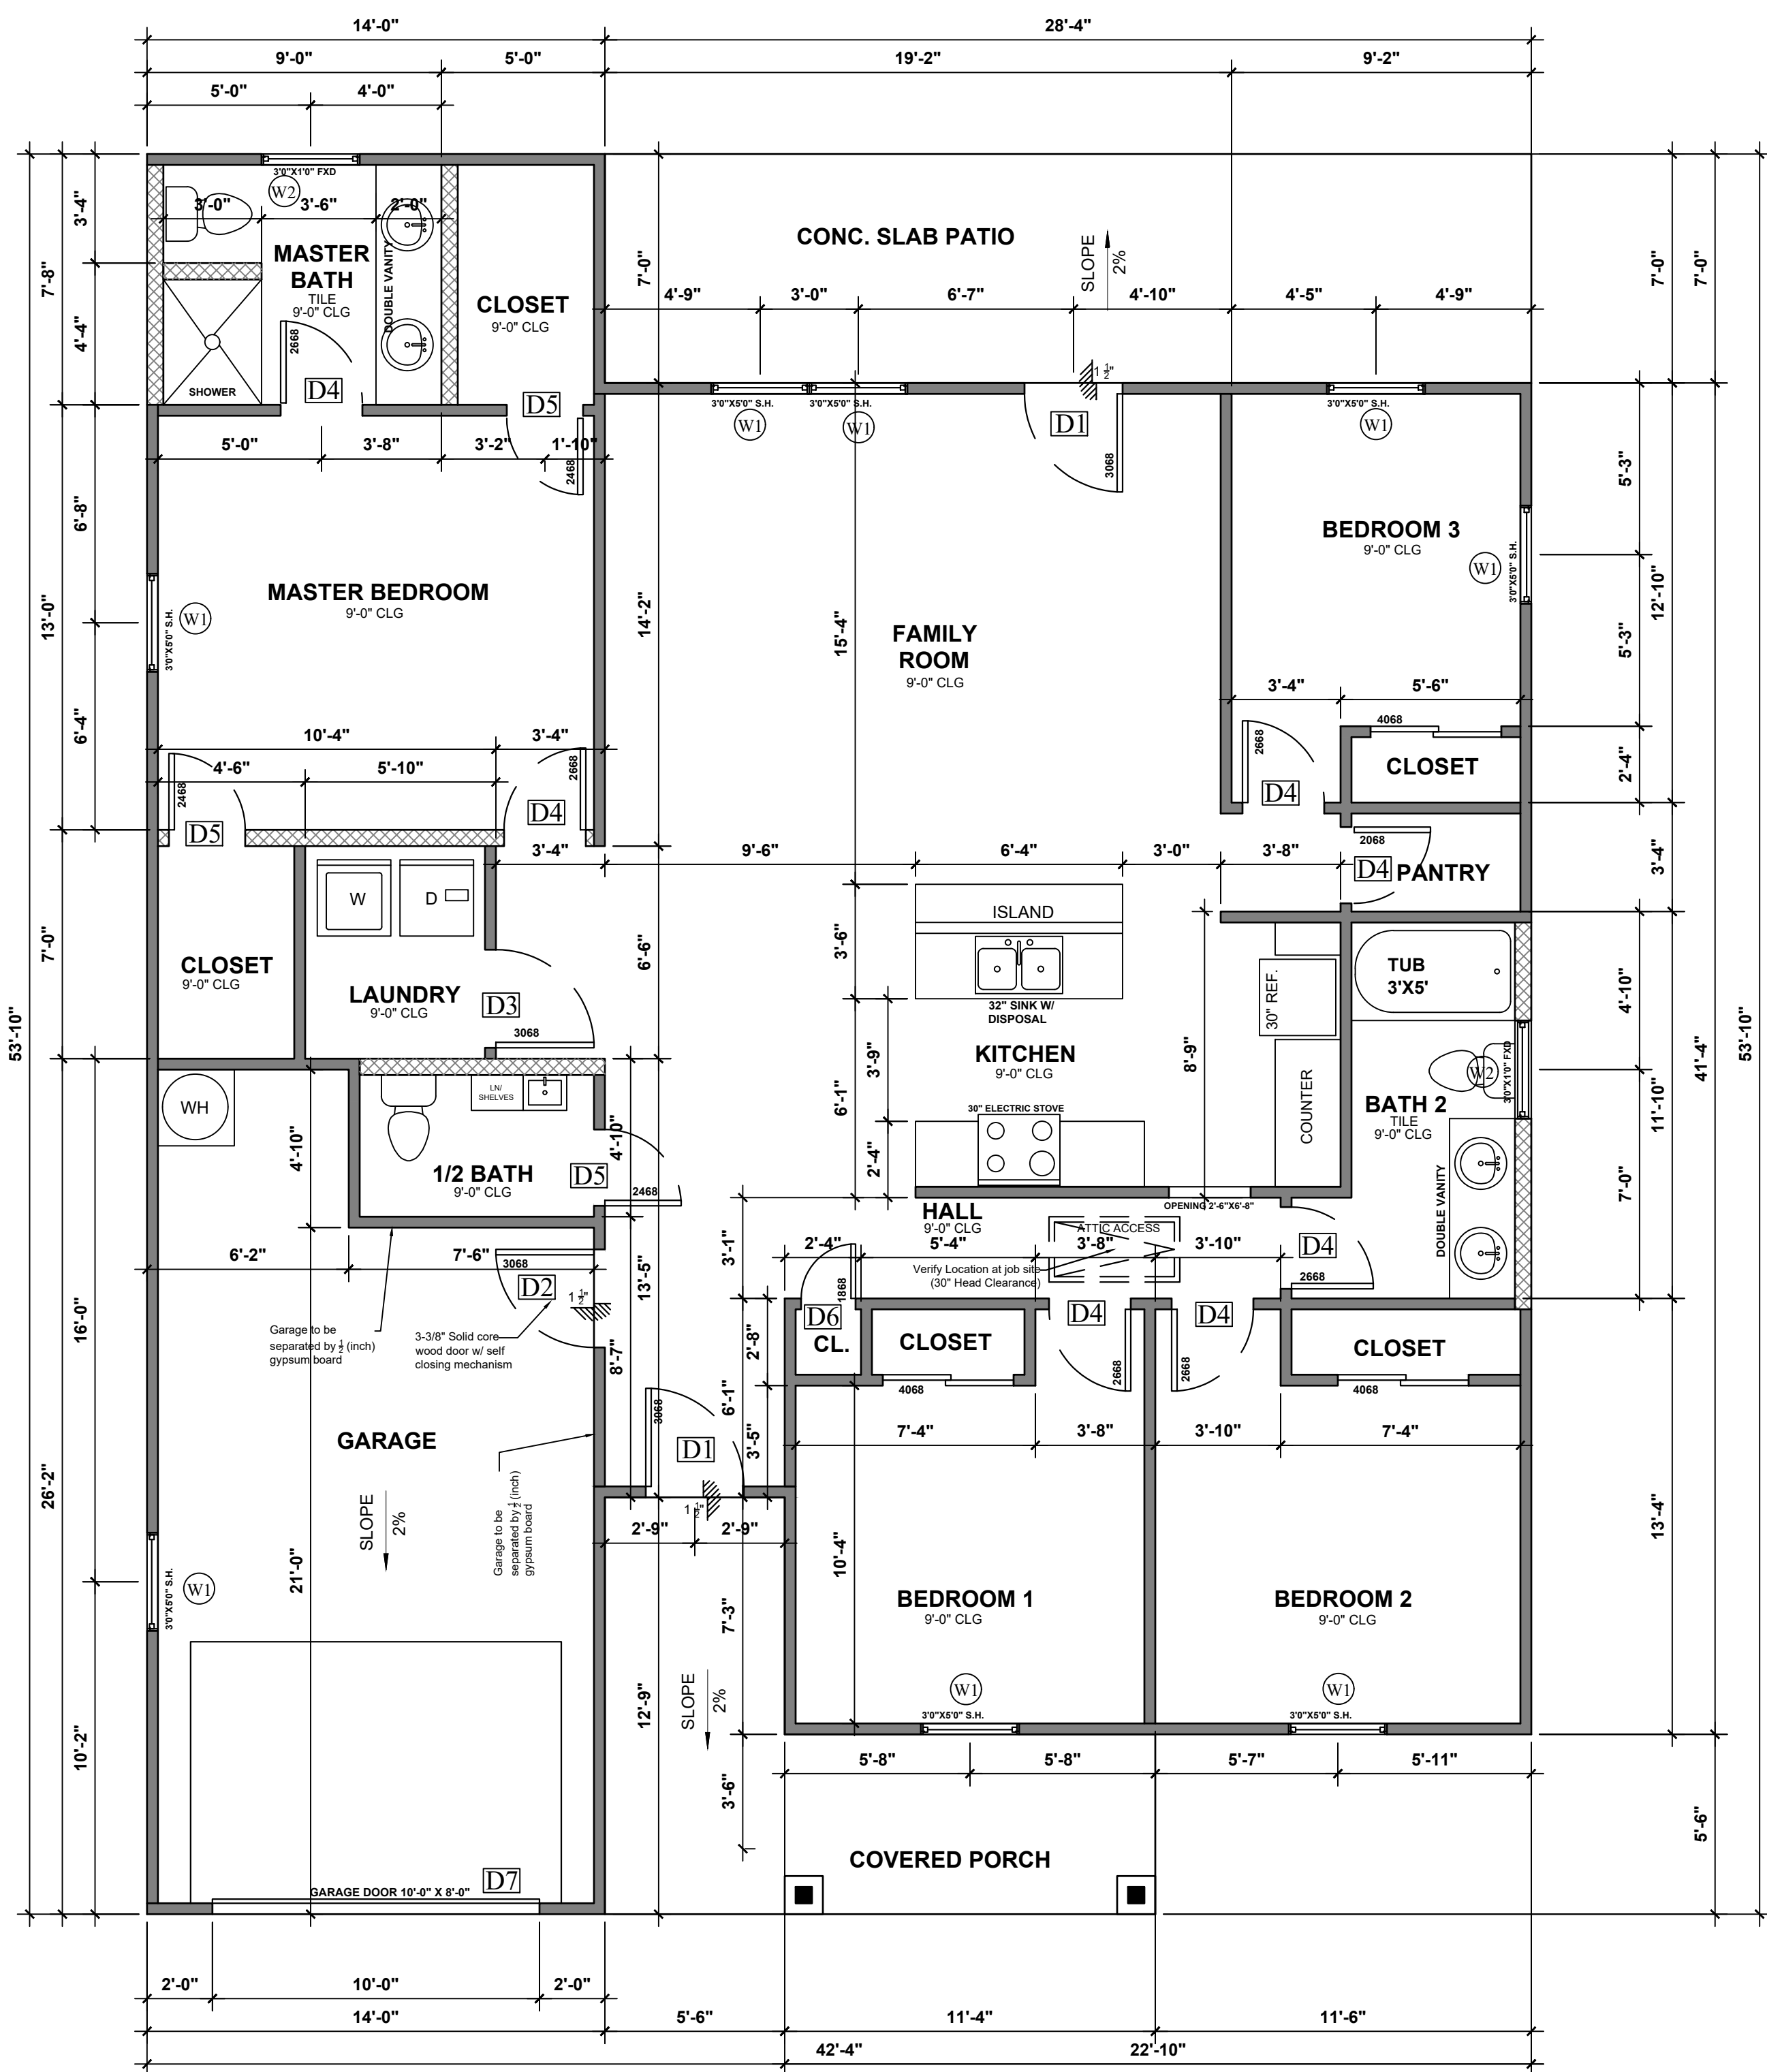 14'-0"
28'-4"
9'-0"
5'-0"
19'-2"
9'-2"
5'-0"
4'-0"
3'0"X1'0" FXD
W2
3'-0"
3'-6"
2'-0"
MASTER
BATH
TILE
9'-0" CLG
DOUBLE VANITY
SHOWER
2668
D4
CLOSET
9'-0" CLG
D5
2468
CONC. SLAB PATIO
SLOPE
2%
7'-0"
4'-9"
3'-0"
6'-7"
4'-10"
4'-5"
4'-9"
1 1/2"
3'0"X5'0" S.H.
3'0"X5'0" S.H.
W1
W1
D1
3068
3'0"X5'0" S.H.
W1
3'-4"
7'-8"
4'-4"
7'-0"
7'-0"
5'-0"
3'-8"
3'-2"
1'-10"
6'-8"
13'-0"
6'-4"
MASTER BEDROOM
9'-0" CLG
W1
3'0"X5'0" S.H.
14'-2"
15'-4"
FAMILY
ROOM
9'-0" CLG
BEDROOM 3
9'-0" CLG
W1
3'0"X5'0" S.H.
5'-3"
12'-10"
5'-3"
3'-4"
5'-6"
4068
CLOSET
2'-4"
2668
D4
10'-4"
3'-4"
4'-6"
5'-10"
2468
D5
2668
D4
3'-4"
9'-6"
6'-4"
3'-0"
3'-8"
2068
D4
PANTRY
3'-4"
W
D
CLOSET
9'-0" CLG
LAUNDRY
9'-0" CLG
D3
3068
7'-0"
6'-6"
3'-6"
ISLAND
32" SINK W/
DISPOSAL
KITCHEN
9'-0" CLG
3'-9"
6'-1"
8'-9"
30" REF.
COUNTER
TUB
3'X5'
4'-10"
53'-10"
41'-4"
53'-10"
W2
3'0"X1'0" FXD
BATH 2
TILE
9'-0" CLG
DOUBLE VANITY
11'-10"
7'-0"
WH
LN/
SHELVES
4'-10"
4'-10"
1/2 BATH
9'-0" CLG
D5
2468
30" ELECTRIC STOVE
2'-4"
HALL
9'-0" CLG
OPENING 2'-6"X6'-8"
ATTIC ACCESS
2'-4"
5'-4"
3'-8"
3'-10"
Verify Location at job site
(30" Head Clearance)
D4
2668
3'-1"
6'-2"
7'-6"
3068
D2
1 1/2"
13'-5"
Garage to be
separated by 1/2 (inch)
gypsum board
3-3/8" Solid core
wood door w/ self
closing mechanism
8'-7"
1868
D6
CL.
CLOSET
4068
D4
2668
D4
2668
CLOSET
4068
2'-8"
6'-1"
3'-5"
16'-0"
26'-2"
GARAGE
SLOPE
2%
Garage to be
separated by 1/2 (inch)
gypsum board
3068
D1
1 1/2"
2'-9"
2'-9"
7'-4"
3'-8"
3'-10"
7'-4"
21'-0"
W1
3'0"X5'0" S.H.
10'-4"
13'-4"
BEDROOM 1
9'-0" CLG
BEDROOM 2
9'-0" CLG
7'-3"
12'-9"
SLOPE
2%
W1
3'0"X5'0" S.H.
W1
3'0"X5'0" S.H.
10'-2"
5'-8"
5'-8"
5'-7"
5'-11"
3'-6"
5'-6"
COVERED PORCH
D7
GARAGE DOOR 10'-0" X 8'-0"
2'-0"
10'-0"
2'-0"
14'-0"
5'-6"
11'-4"
11'-6"
42'-4"
22'-10"